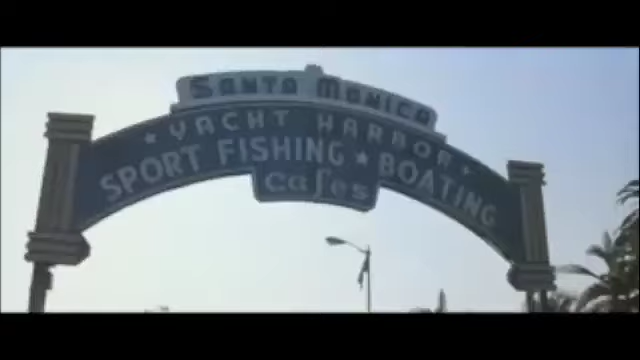 Santa Monica
★ YACHT HARBOR ★
SPORT FISHING ★ BOATING
Cafes